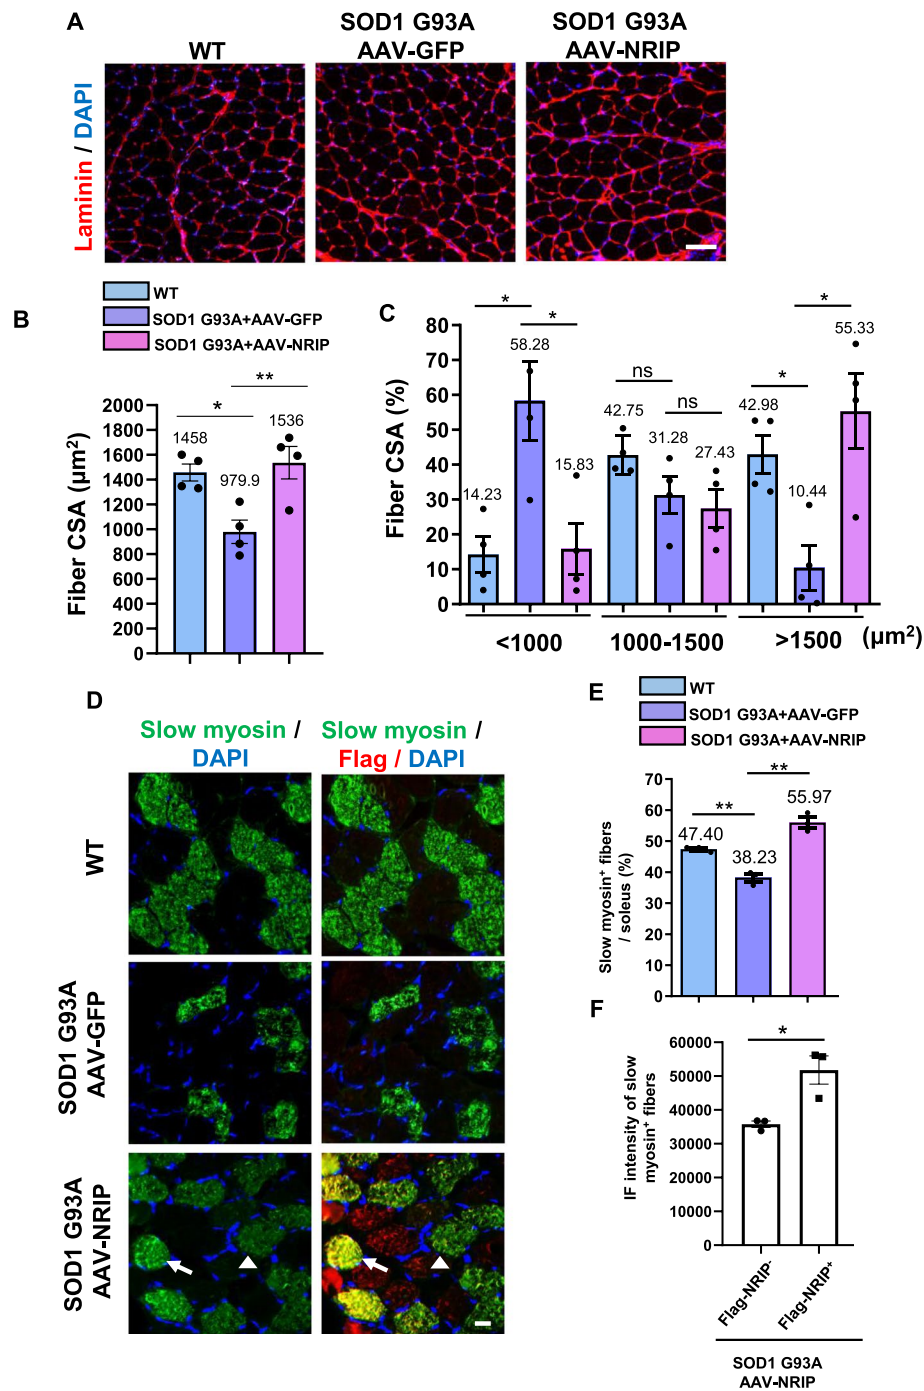 A
WT
SOD1 G93A
AAV-GFP
SOD1 G93A
AAV-NRIP
Laminin / DAPI
B
WT
SOD1 G93A+AAV-GFP
SOD1 G93A+AAV-NRIP
Fiber CSA (µm²)
2000
1800
1600
1400
1200
1000
800
600
400
200
0
1458
979.9
1536
*
**
C
Fiber CSA (%)
80
70
60
50
40
30
20
10
0
14.23
58.28
15.83
42.75
31.28
27.43
42.98
10.44
55.33
*
*
ns
ns
*
*
<1000
1000-1500
>1500
(µm²)
D
Slow myosin /
DAPI
Slow myosin /
Flag / DAPI
WT
SOD1 G93A
AAV-GFP
SOD1 G93A
AAV-NRIP
E
WT
SOD1 G93A+AAV-GFP
SOD1 G93A+AAV-NRIP
Slow myosin⁺ fibers
/ soleus (%)
70
60
50
40
30
20
10
0
47.40
38.23
55.97
**
**
F
IF intensity of slow
myosin⁺ fibers
60000
50000
40000
30000
20000
10000
0
*
Flag-NRIP⁻
Flag-NRIP⁺
SOD1 G93A
AAV-NRIP